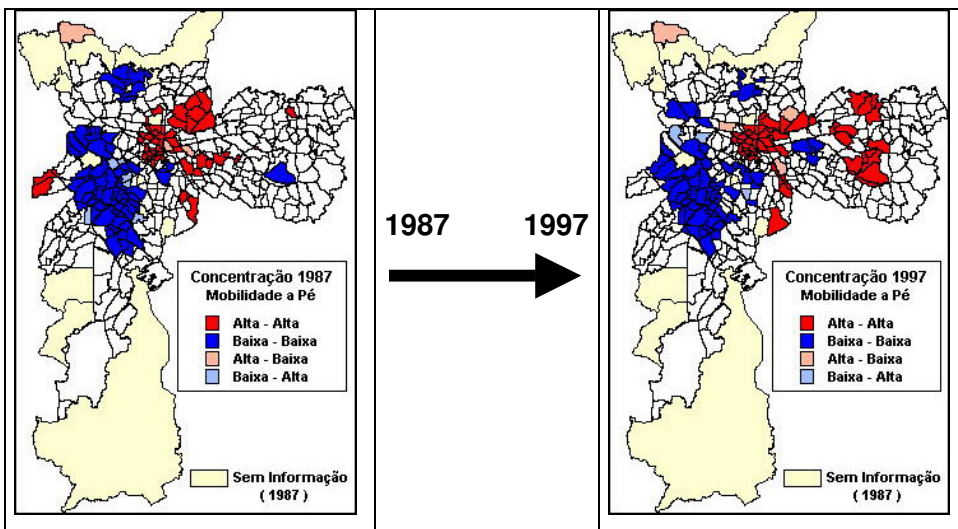 Concentração 1987
Mobilidade a Pé
Alta - Alta
Baixa - Baixa
Alta - Baixa
Baixa - Alta
Sem Informação
( 1987 )
1987 1997
Concentração 1997
Mobilidade a Pé
Alta - Alta
Baixa - Baixa
Alta - Baixa
Baixa - Alta
Sem Informação
( 1987 )